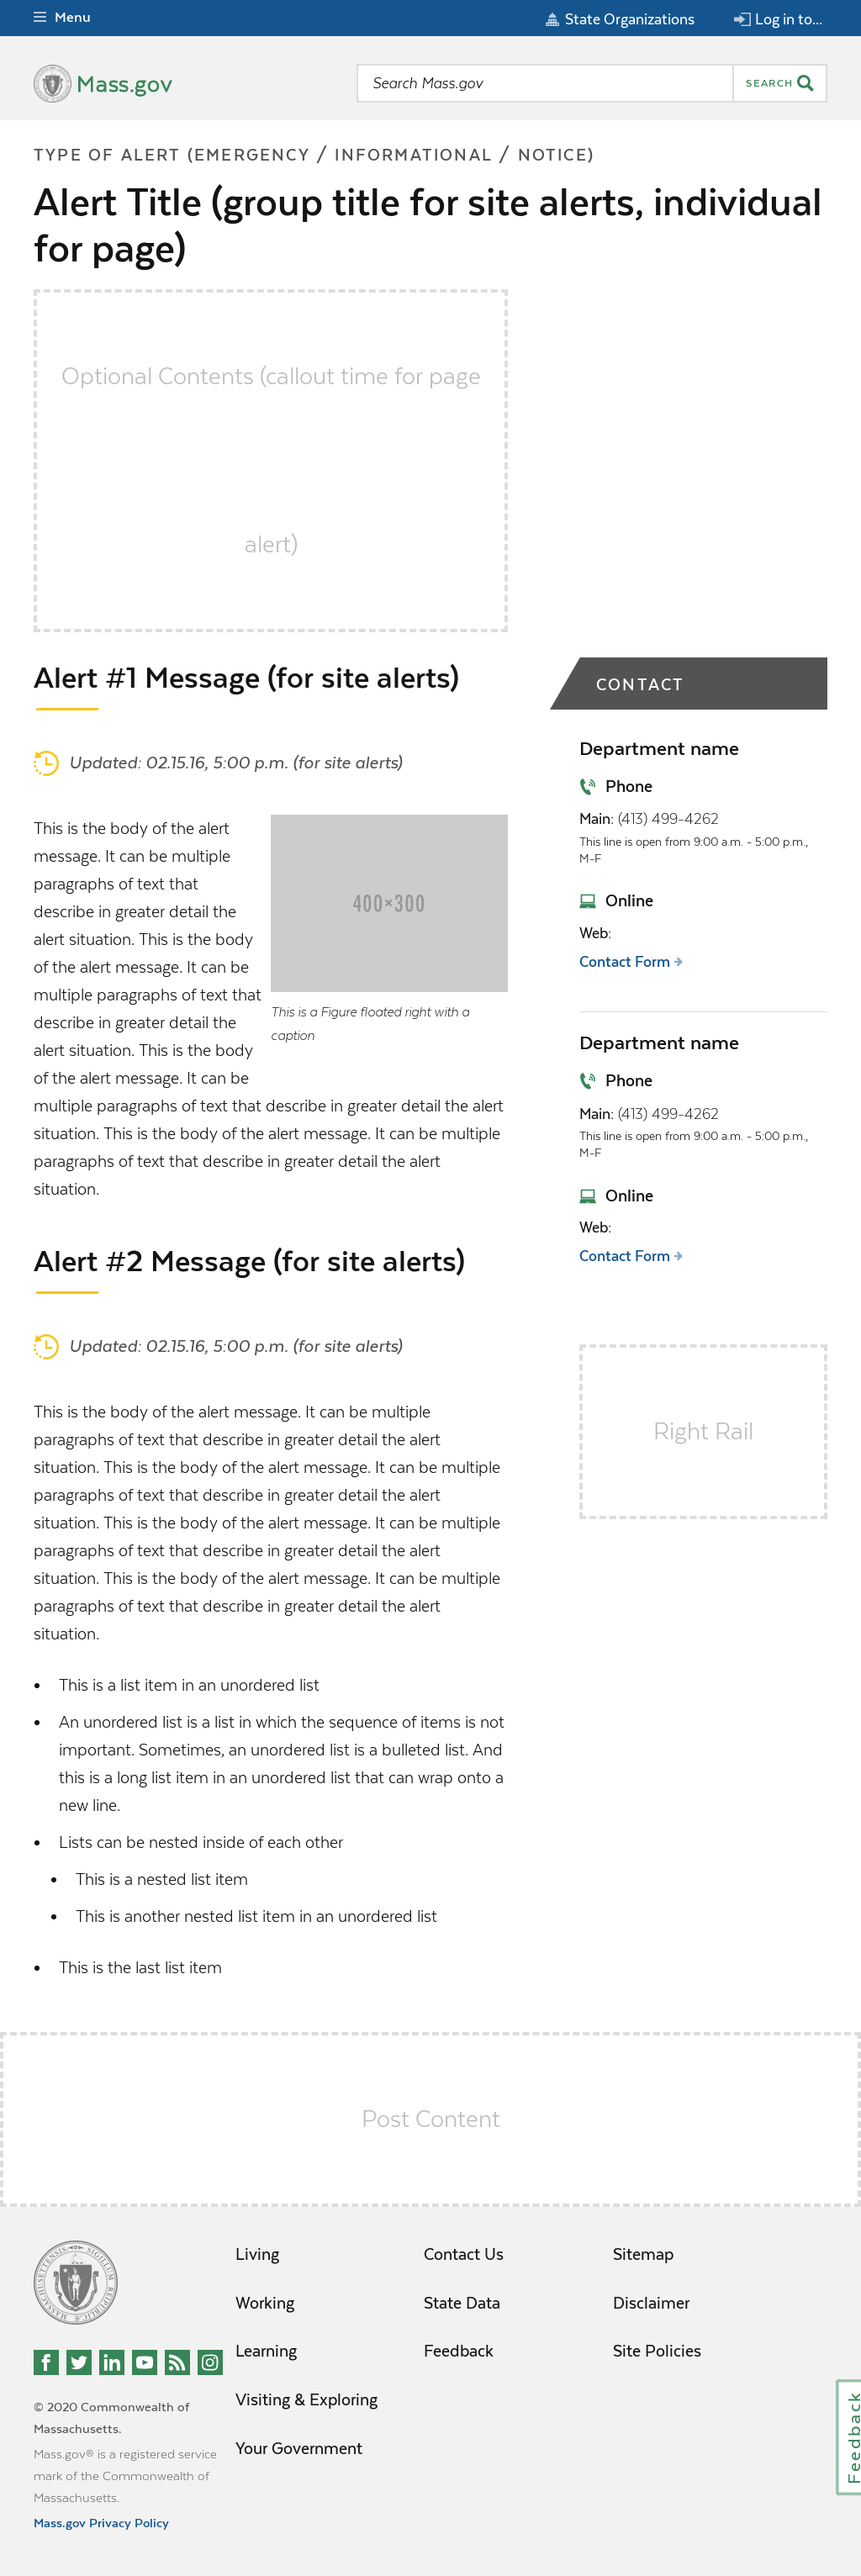 Menu
State Organizations
Log in to...
Mass.gov
Search Mass.gov
SEARCH
TYPE OF ALERT (EMERGENCY / INFORMATIONAL / NOTICE)
Alert Title (group title for site alerts, individual
for page)
Optional Contents (callout time for page
alert)
Alert #1 Message (for site alerts)
Updated: 02.15.16, 5:00 p.m. (for site alerts)
This is the body of the alert
message. It can be multiple
paragraphs of text that
describe in greater detail the
alert situation. This is the body
of the alert message. It can be
multiple paragraphs of text that
describe in greater detail the
alert situation. This is the body
of the alert message. It can be
multiple paragraphs of text that describe in greater detail the alert
situation. This is the body of the alert message. It can be multiple
paragraphs of text that describe in greater detail the alert
situation.
400×300
This is a Figure floated right with a
caption
Alert #2 Message (for site alerts)
Updated: 02.15.16, 5:00 p.m. (for site alerts)
This is the body of the alert message. It can be multiple
paragraphs of text that describe in greater detail the alert
situation. This is the body of the alert message. It can be multiple
paragraphs of text that describe in greater detail the alert
situation. This is the body of the alert message. It can be multiple
paragraphs of text that describe in greater detail the alert
situation. This is the body of the alert message. It can be multiple
paragraphs of text that describe in greater detail the alert
situation.
• This is a list item in an unordered list
• An unordered list is a list in which the sequence of items is not
important. Sometimes, an unordered list is a bulleted list. And
this is a long list item in an unordered list that can wrap onto a
new line.
• Lists can be nested inside of each other
• This is a nested list item
• This is another nested list item in an unordered list
• This is the last list item
CONTACT
Department name
Phone
Main: (413) 499-4262
This line is open from 9:00 a.m. - 5:00 p.m.,
M-F
Online
Web:
Contact Form
Department name
Phone
Main: (413) 499-4262
This line is open from 9:00 a.m. - 5:00 p.m.,
M-F
Online
Web:
Contact Form
Right Rail
Post Content
Living
Working
Learning
Visiting & Exploring
Your Government
Contact Us
State Data
Feedback
Sitemap
Disclaimer
Site Policies
© 2020 Commonwealth of
Massachusetts.
Mass.gov® is a registered service
mark of the Commonwealth of
Massachusetts.
Mass.gov Privacy Policy
Feedback